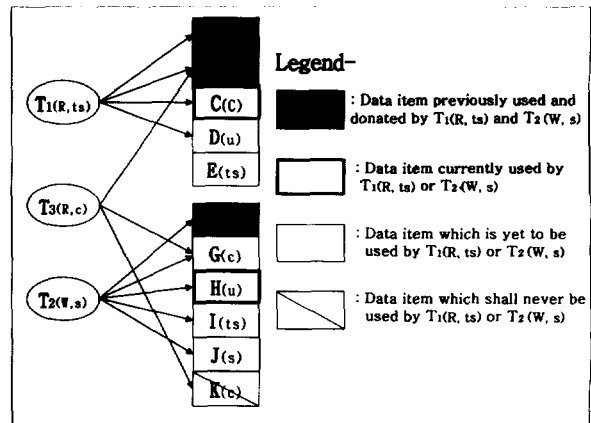 Legend-
T1(R, ts)
C(C)
D(u)
E(ts)
T3(R,c)
G(c)
T2(W,s)
H(u)
I(ts)
J(s)
K(c)
: Data item previously used and
donated by T1(R, ts) and T2(W, s)
: Data item currently used by
T1(R, ts) or T2(W, s)
: Data item which is yet to be
used by T1(R, ts) or T2(W, s)
: Data item which shall never be
used by T1(R, ts) or T2(W, s)